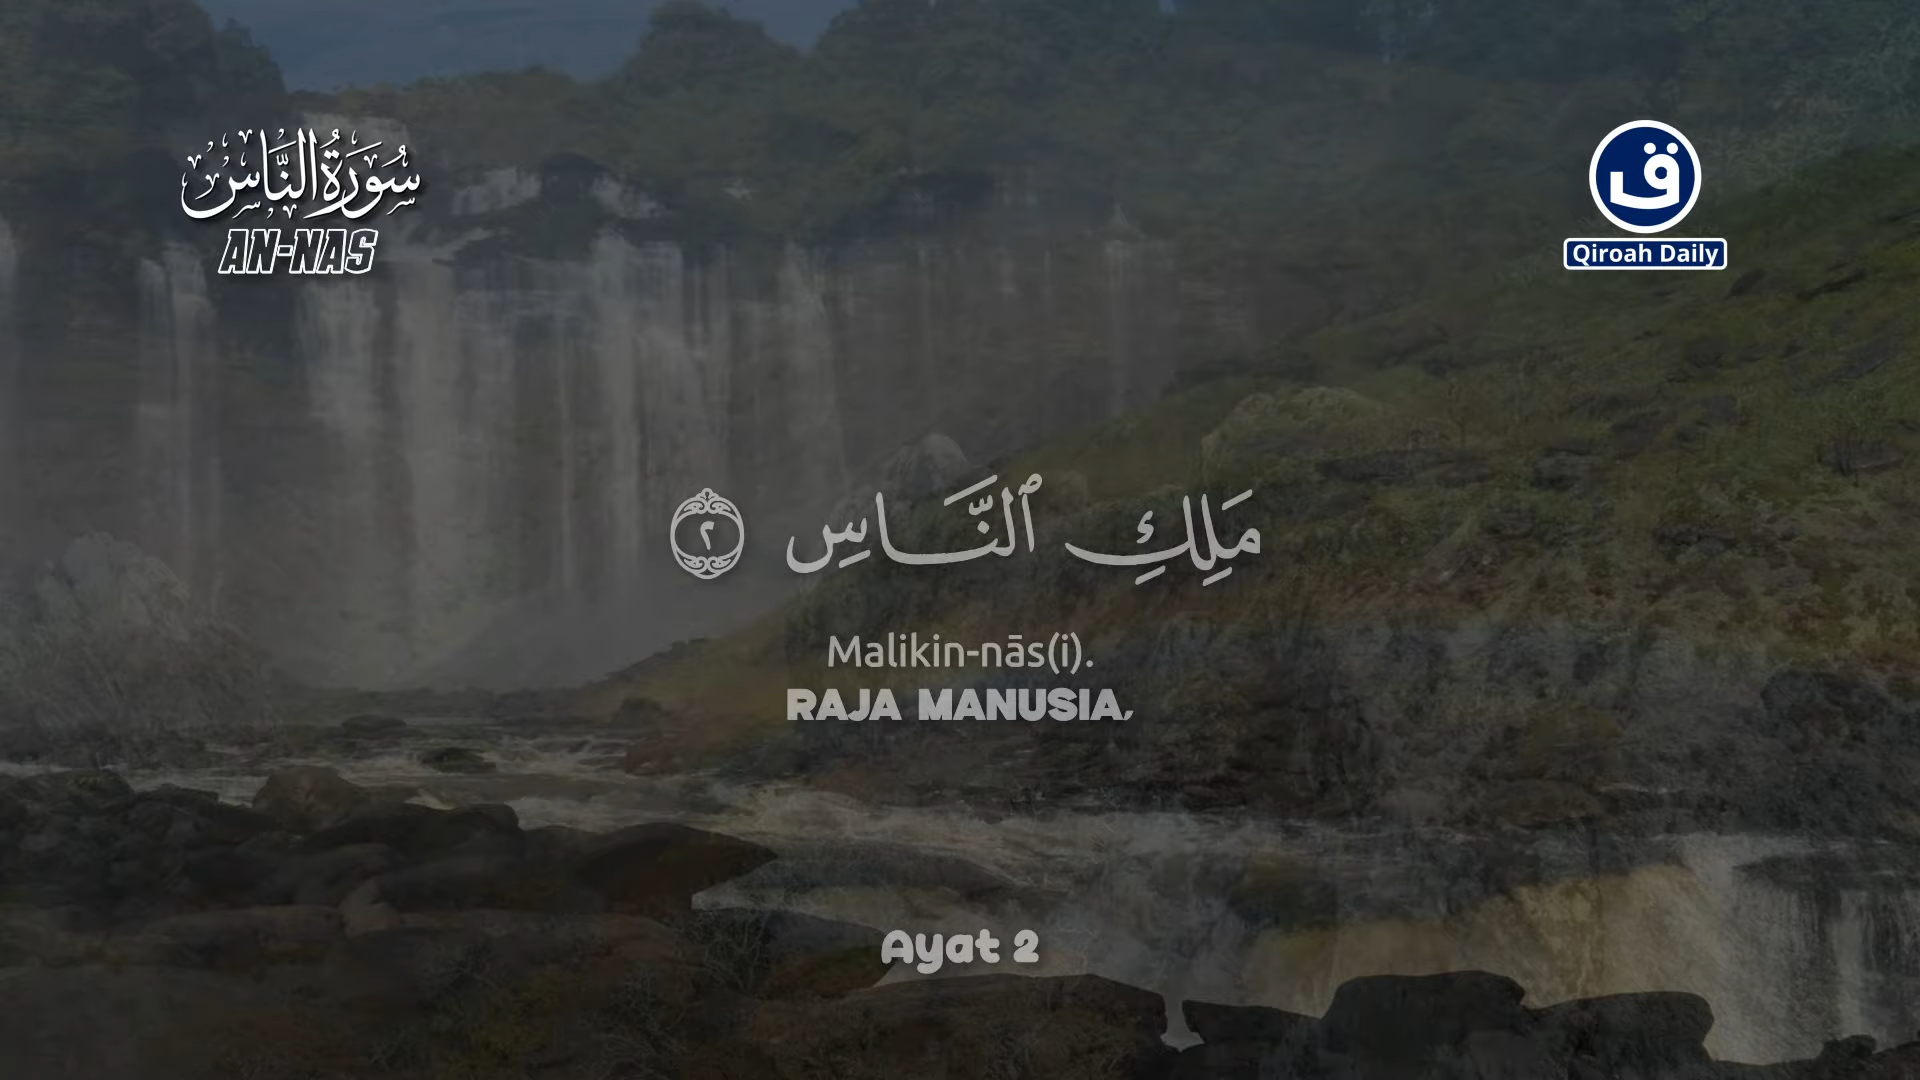 سُورَةُ النَّاسِ
AN-NAS
ق
Qiroah Daily
مَلِكِ ٱلنَّاسِ ٢
Malikin-nās(i).
RAJA MANUSIA,
Ayat 2